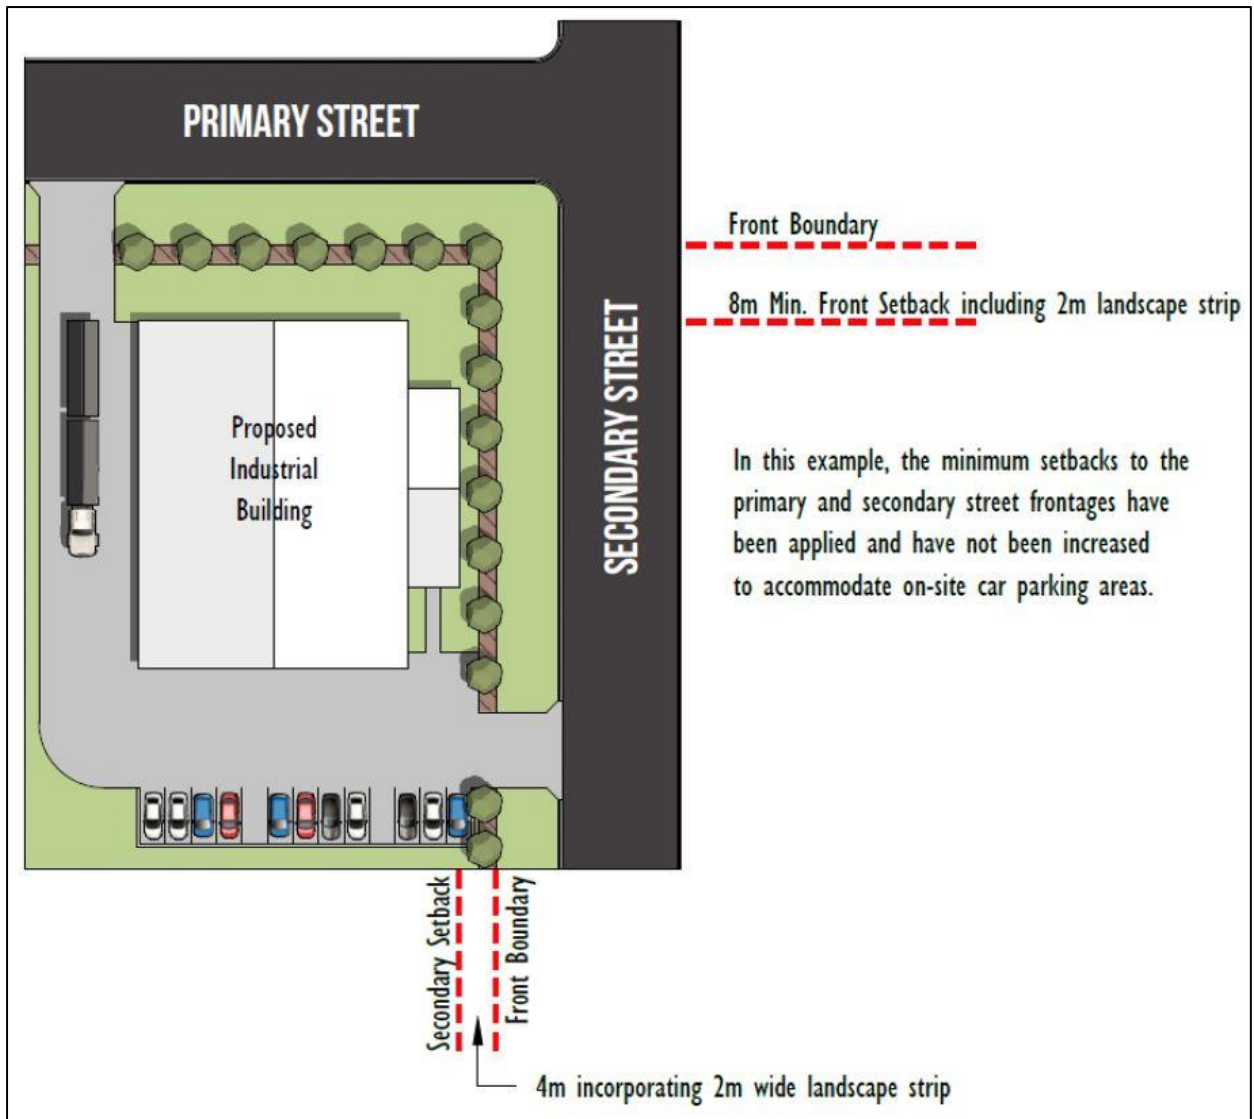 PRIMARY STREET
Front Boundary
8m Min. Front Setback including 2m landscape strip
SECONDARY STREET
Proposed
Industrial
Building
In this example, the minimum setbacks to the
primary and secondary street frontages have
been applied and have not been increased
to accommodate on-site car parking areas.
Secondary Setback
Front Boundary
4m incorporating 2m wide landscape strip